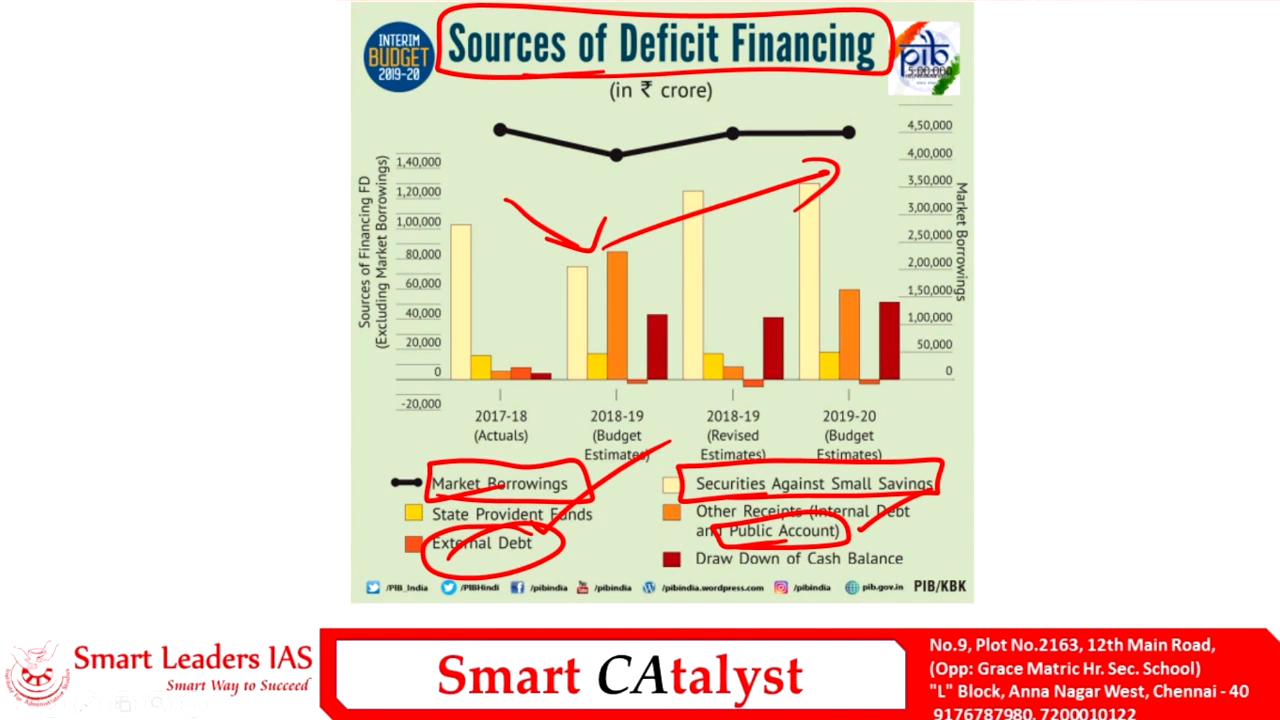 INTERIM
BUDGET
2019-20
Sources of Deficit Financing
(in ₹ crore)
pib
5,00,000
4,50,000
4,00,000
3,50,000
3,00,000
2,50,000
2,00,000
1,50,000
1,00,000
50,000
0
Market Borrowings
Sources of Financing FD
(Excluding Market Borrowings)
1,40,000
1,20,000
1,00,000
80,000
60,000
40,000
20,000
0
-20,000
2017-18
(Actuals)
2018-19
(Budget
Estimates)
2018-19
(Revised
Estimates)
2019-20
(Budget
Estimates)
Market Borrowings
State Provident Funds
External Debt
Securities Against Small Savings
Other Receipts (Internal Debt
and Public Account)
Draw Down of Cash Balance
/PIB_India /PIBHindi /pibindia /pibindia /pibindia.wordpress.com /pibindia pib.gov.in PIB/KBK
Smart Leaders IAS
Smart Way to Succeed
Smart CAtalyst
No.9, Plot No.2163, 12th Main Road,
(Opp: Grace Matric Hr. Sec. School)
"L" Block, Anna Nagar West, Chennai - 40
9176787980, 7200010122